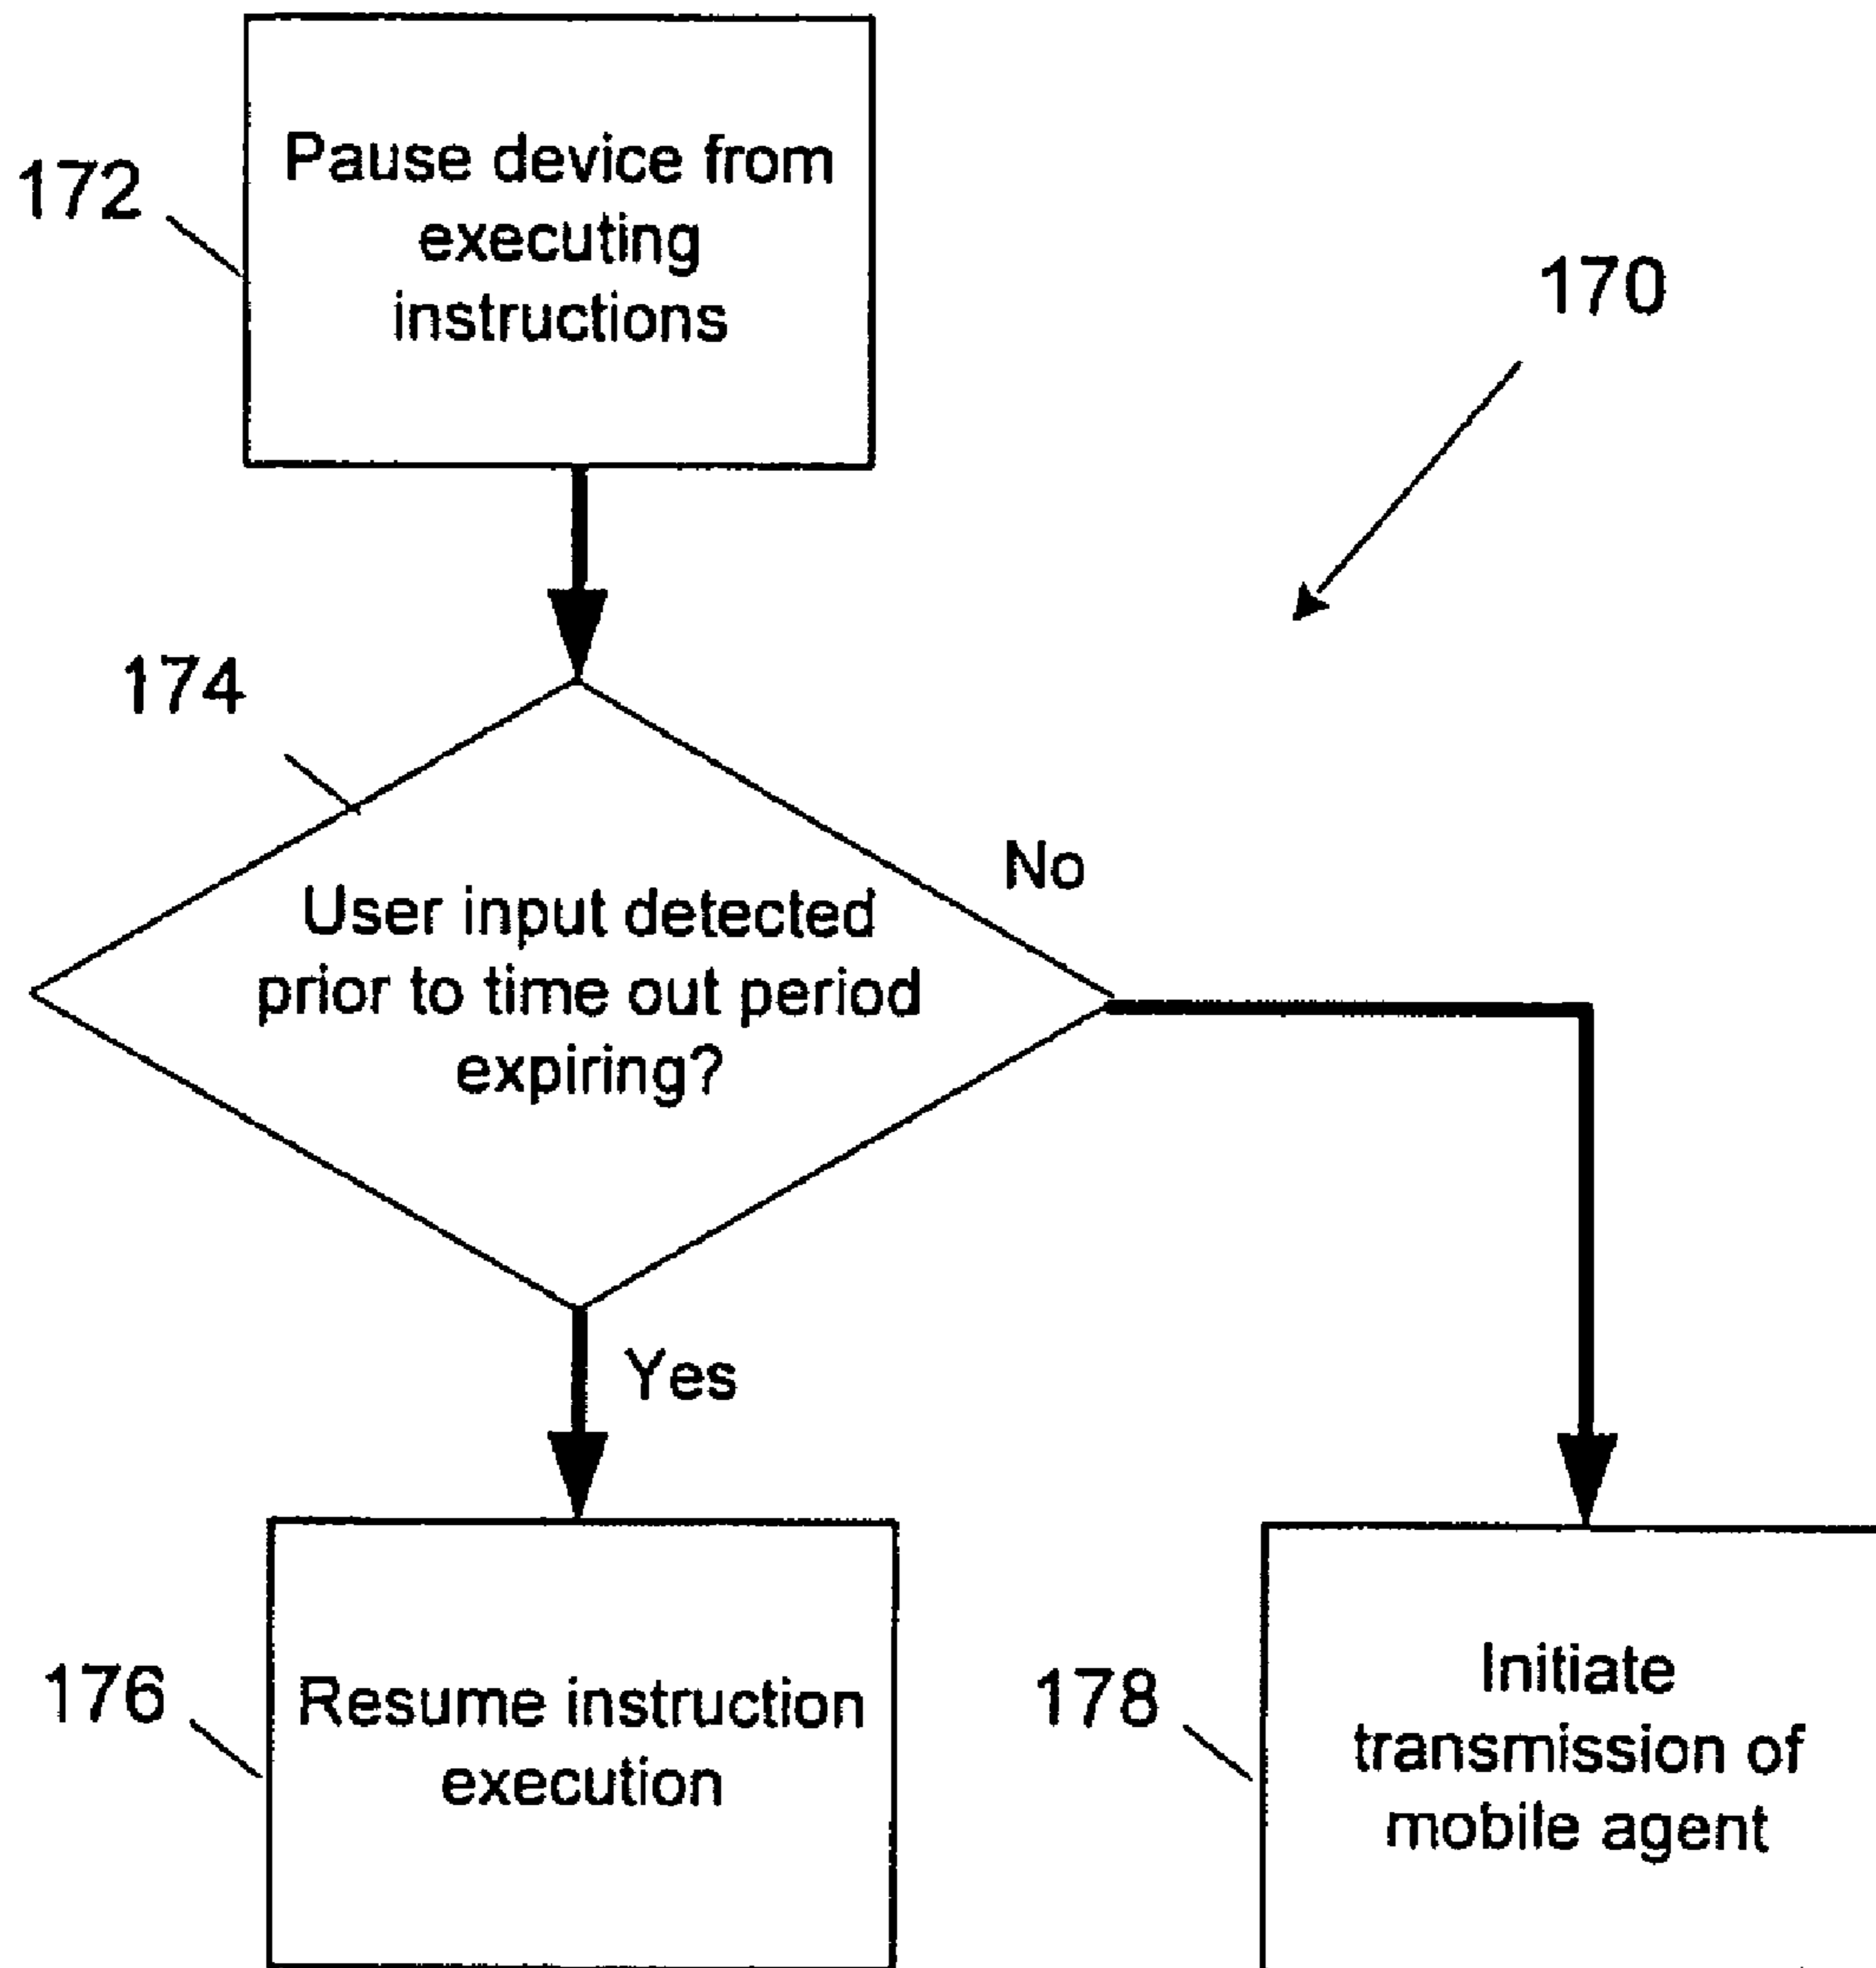 172
Pause device from
executing
instructions
170
174
No
User input detected
prior to time out period
expiring?
Yes
176
Resume instruction
execution
178
Initiate
transmission of
mobile agent